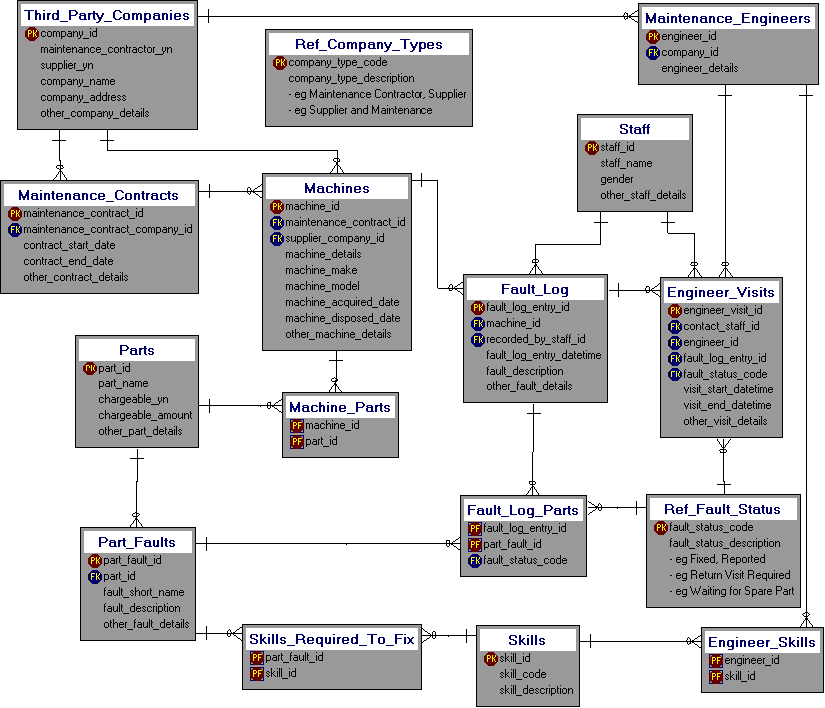 Third_Party_Companies
PK company_id
maintenance_contractor_yn
supplier_yn
company_name
company_address
other_company_details
Ref_Company_Types
PK company_type_code
company_type_description
- eg Maintenance Contractor, Supplier
- eg Supplier and Maintenance
Maintenance_Engineers
PK engineer_id
FK company_id
engineer_details
Staff
PK staff_id
staff_name
gender
other_staff_details
Maintenance_Contracts
PK maintenance_contract_id
FK maintenance_contract_company_id
contract_start_date
contract_end_date
other_contract_details
Machines
PK machine_id
FK maintenance_contract_id
FK supplier_company_id
machine_details
machine_make
machine_model
machine_acquired_date
machine_disposed_date
other_machine_details
Fault_Log
PK fault_log_entry_id
FK machine_id
FK recorded_by_staff_id
fault_log_entry_datetime
fault_description
other_fault_details
Engineer_Visits
PK engineer_visit_id
FK contact_staff_id
FK engineer_id
FK fault_log_entry_id
FK fault_status_code
visit_start_datetime
visit_end_datetime
other_visit_details
Parts
PK part_id
part_name
chargeable_yn
chargeable_amount
other_part_details
Machine_Parts
PF machine_id
PF part_id
Part_Faults
PK part_fault_id
FK part_id
fault_short_name
fault_description
other_fault_details
Fault_Log_Parts
PF fault_log_entry_id
PF part_fault_id
FK fault_status_code
Ref_Fault_Status
PK fault_status_code
fault_status_description
- eg Fixed, Reported
- eg Return Visit Required
- eg Waiting for Spare Part
Skills_Required_To_Fix
PF part_fault_id
PF skill_id
Skills
PK skill_id
skill_code
skill_description
Engineer_Skills
PF engineer_id
PF skill_id